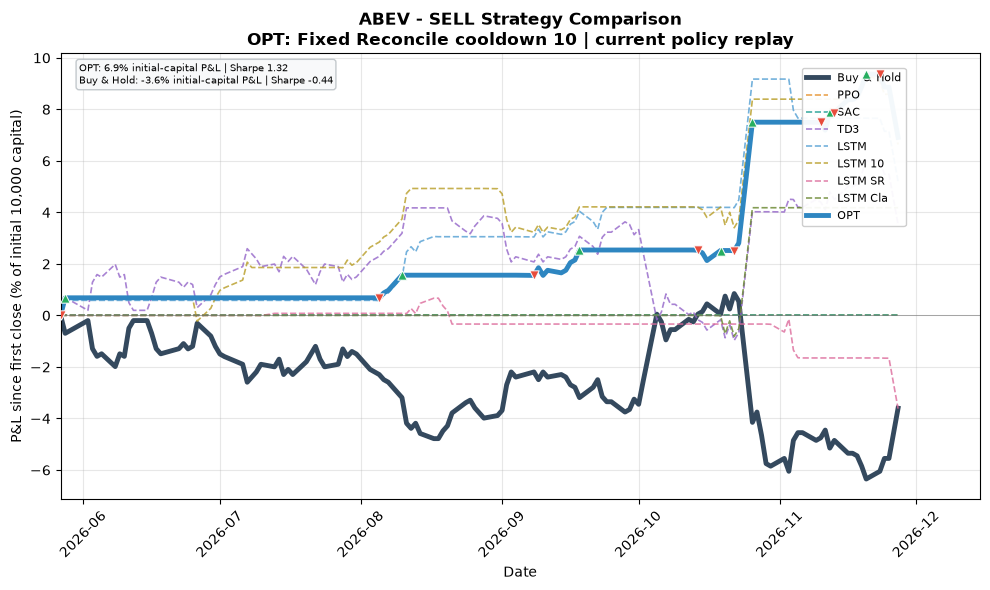 ABEV - SELL Strategy Comparison
OPT: Fixed Reconcile cooldown 10 | current policy replay
OPT: 6.9% initial-capital P&L | Sharpe 1.32
Buy & Hold: -3.6% initial-capital P&L | Sharpe -0.44
Buy & Hold
PPO
SAC
TD3
LSTM
LSTM 10
LSTM SR
LSTM Cla
OPT
P&L since first close (% of initial 10,000 capital)
10
8
6
4
2
0
−2
−4
−6
2026-06
2026-07
2026-08
2026-09
2026-10
2026-11
2026-12
Date